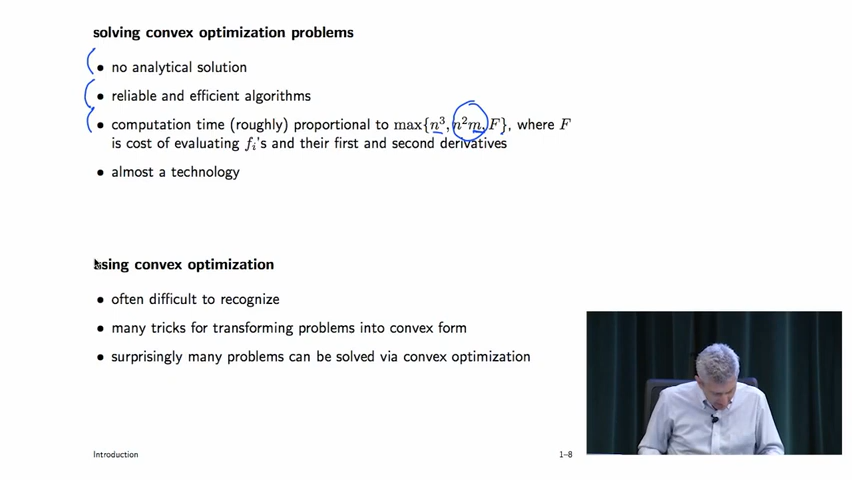 solving convex optimization problems
• no analytical solution
• reliable and efficient algorithms
• computation time (roughly) proportional to max{n³, n²m, F}, where F
is cost of evaluating fᵢ's and their first and second derivatives
• almost a technology
using convex optimization
• often difficult to recognize
• many tricks for transforming problems into convex form
• surprisingly many problems can be solved via convex optimization
Introduction 1–8